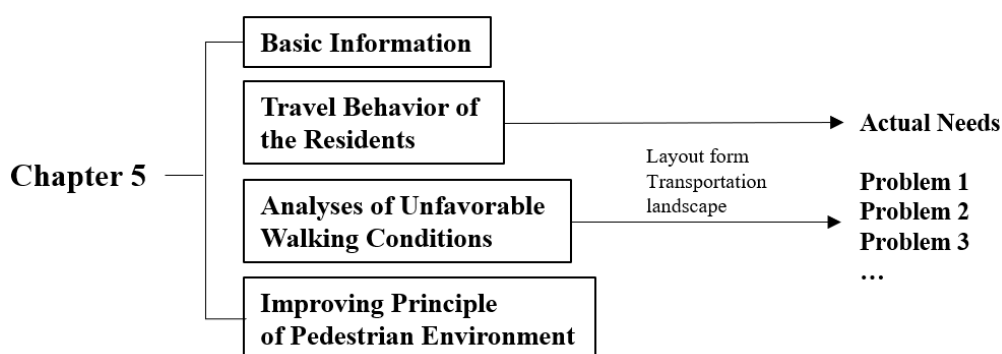 Chapter 5
Basic Information
Travel Behavior of
the Residents
Actual Needs
Analyses of Unfavorable
Walking Conditions
Layout form
Transportation
landscape
Problem 1
Problem 2
Problem 3
…
Improving Principle
of Pedestrian Environment